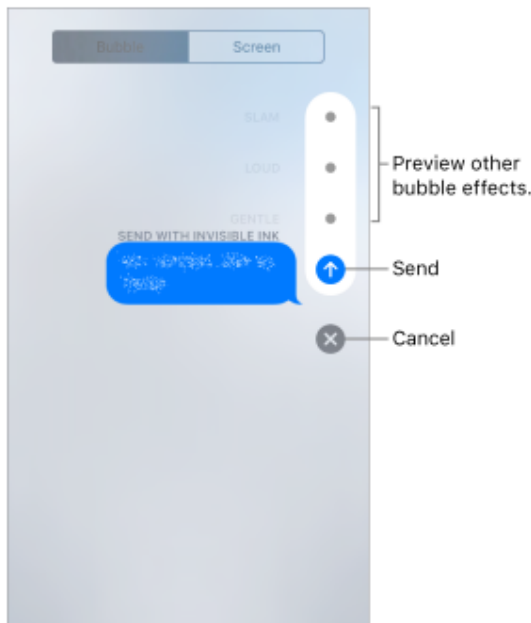 Bubble
Screen
SLAM
LOUD
GENTLE
SEND WITH INVISIBLE INK
Preview other
bubble effects.
Send
Cancel